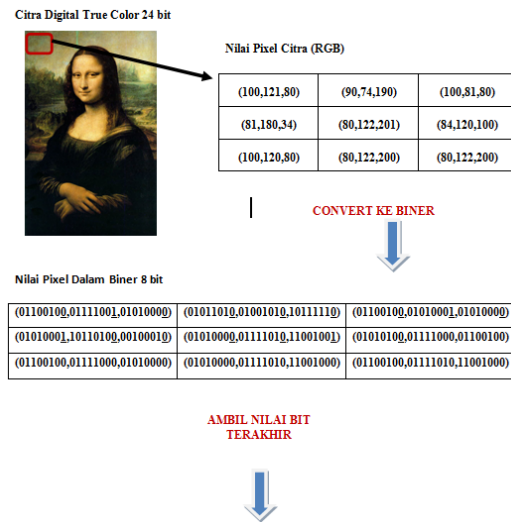 Citra Digital True Color 24 bit
Nilai Pixel Citra (RGB)
(100,121,80) (90,74,190) (100,81,80)
(81,180,34) (80,122,201) (84,120,100)
(100,120,80) (80,122,200) (80,122,200)
CONVERT KE BINER
Nilai Pixel Dalam Biner 8 bit
(01100100,01111001,01010000) (01011010,01001010,10111110) (01100100,01010001,01010000)
(01010001,10110100,00100010) (01010000,01111010,11001001) (01010100,01111000,01100100)
(01100100,01111000,01010000) (01010000,01111010,11001000) (01100100,01111010,11001000)
AMBIL NILAI BIT
TERAKHIR